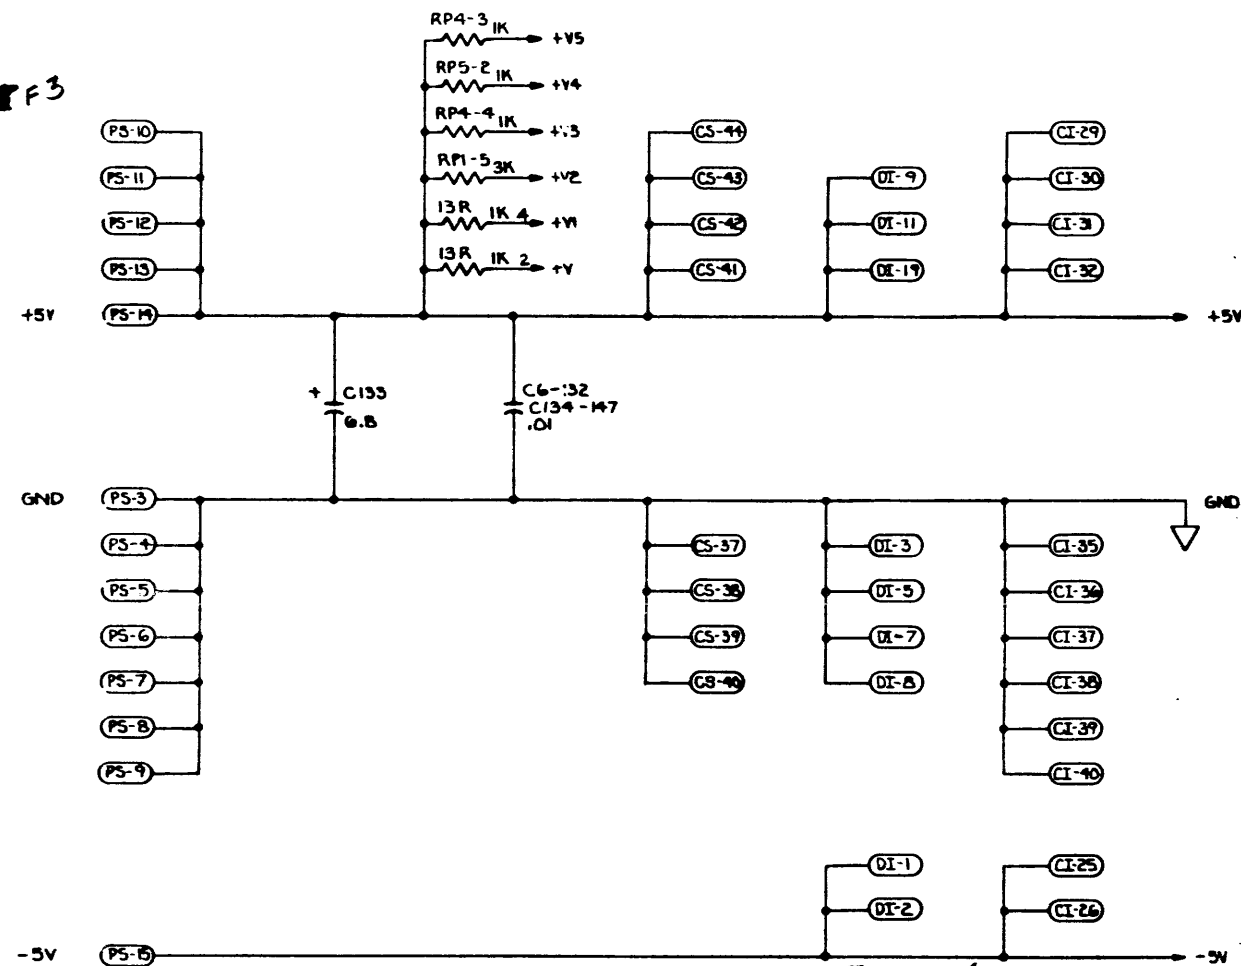 F3
RP4-3 1K +V5
RP5-2 1K +V4
RP4-4 1K
RP1-5 3K +V2
13R 1K 4 +V1
13R 1K 2 +V
PS-10
PS-11
PS-12
PS-13
+5V PS-14
CS-44
CS-43
CS-42
CS-41
DI-9
DI-11
DI-19
CI-29
CI-30
CI-31
CI-32
+5V
+ C133
6.8
C6-132
C134-147
.01
GND PS-3
PS-4
PS-5
PS-6
PS-7
PS-8
PS-9
CS-37
CS-38
CS-39
CS-40
DI-3
DI-5
DI-7
DI-8
CI-35
CI-36
CI-37
CI-38
CI-39
CI-40
GND
DI-1
DI-2
CI-25
CI-26
-5V PS-15
-5V